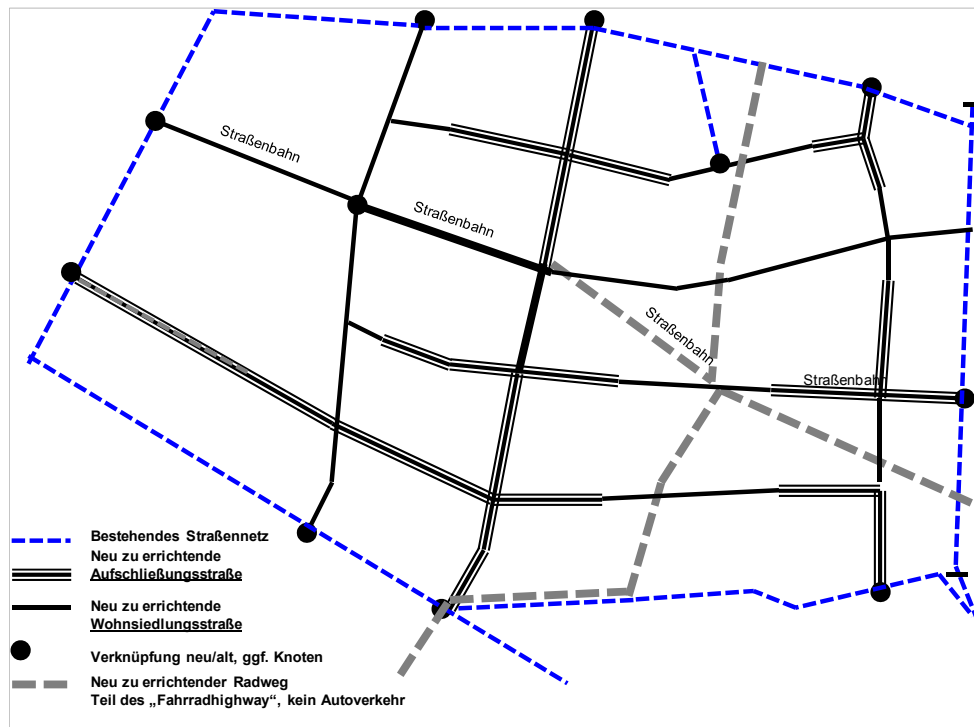 Straßenbahn
Straßenbahn
Straßenbahn
Straßenbahn
Bestehendes Straßennetz
Neu zu errichtende
Aufschließungsstraße
Neu zu errichtende
Wohnsiedlungsstraße
Verknüpfung neu/alt, ggf. Knoten
Neu zu errichtender Radweg
Teil des „Fahrradhighway“, kein Autoverkehr